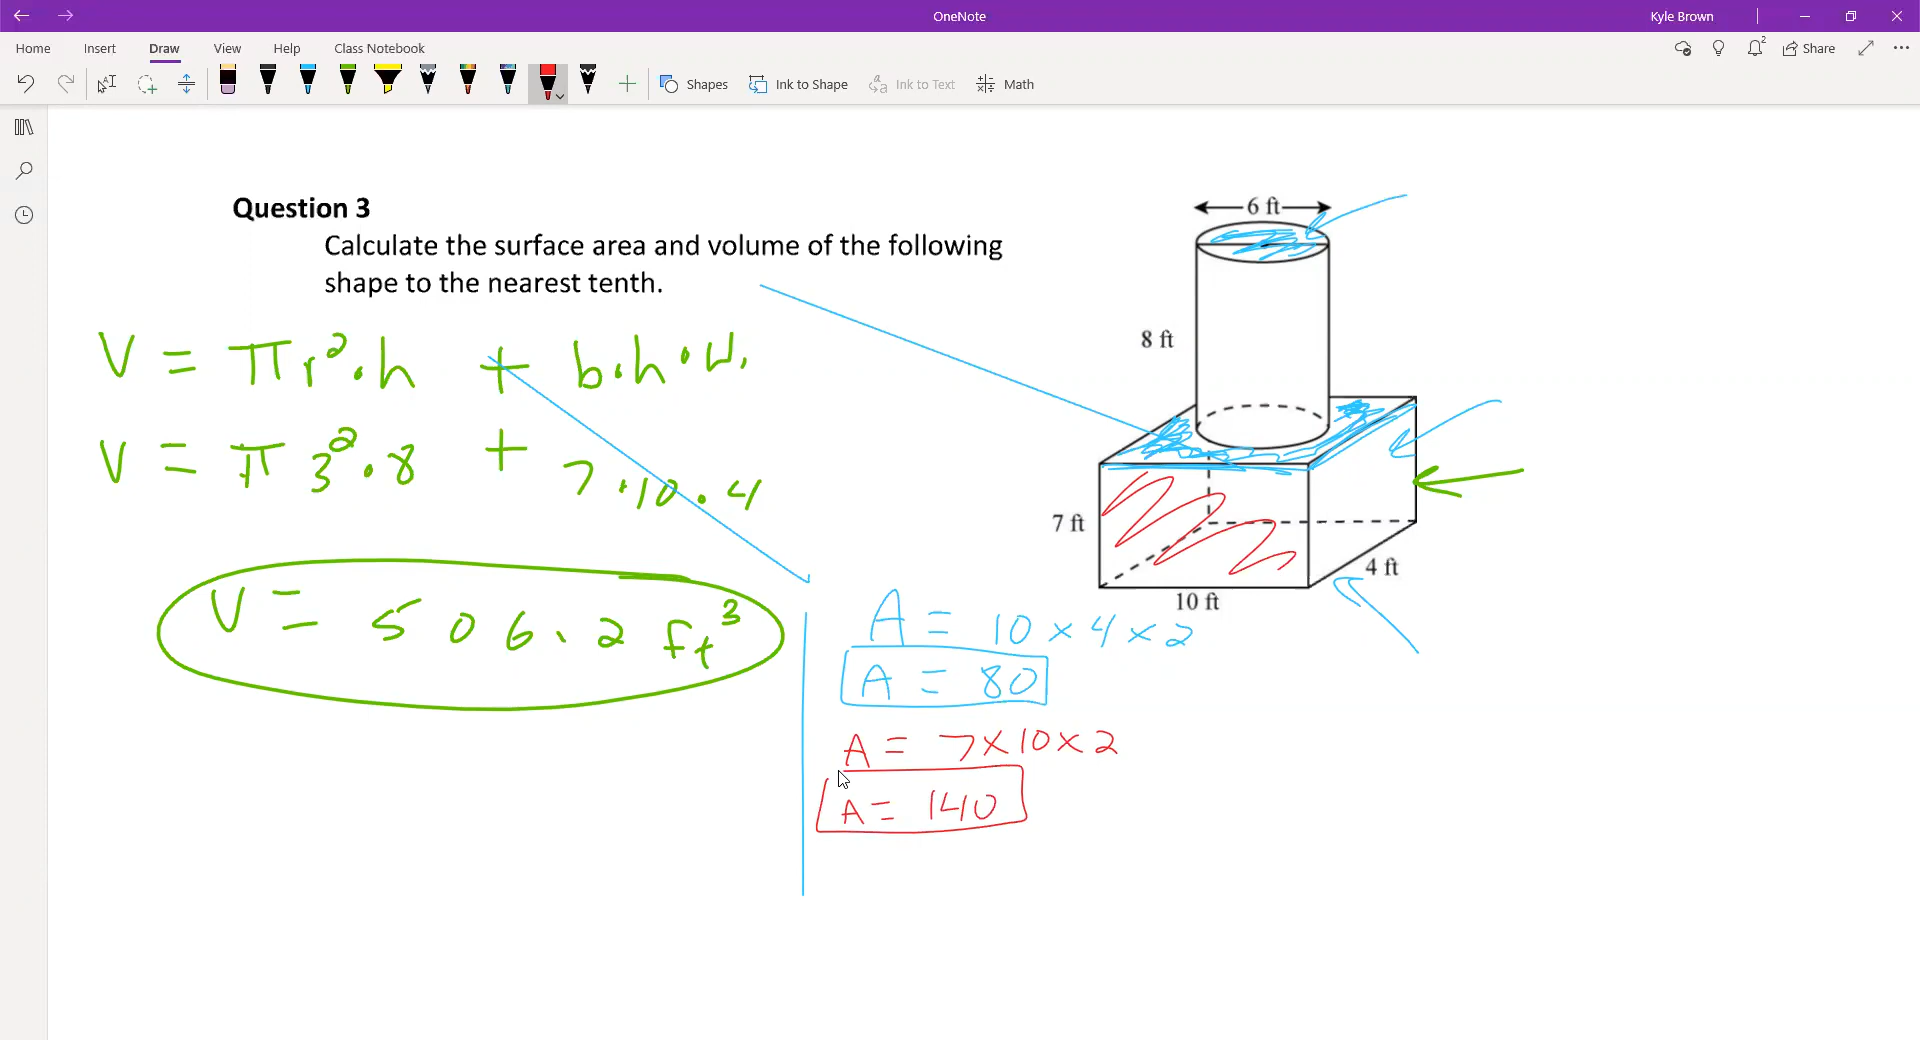 OneNote
Kyle Brown
Home Insert Draw View Help Class Notebook
2
Share
Shapes
Ink to Shape
Ink to Text
Math
Question 3
Calculate the surface area and volume of the following
shape to the nearest tenth.
6 ft
8 ft
7 ft
4 ft
10 ft
V = πr²·h + b·h·W.
V = π 3²·8 + 7·10·4
V = 506.2 ft³
A = 10 × 4 × 2
A = 80
A = 7×10×2
A = 140